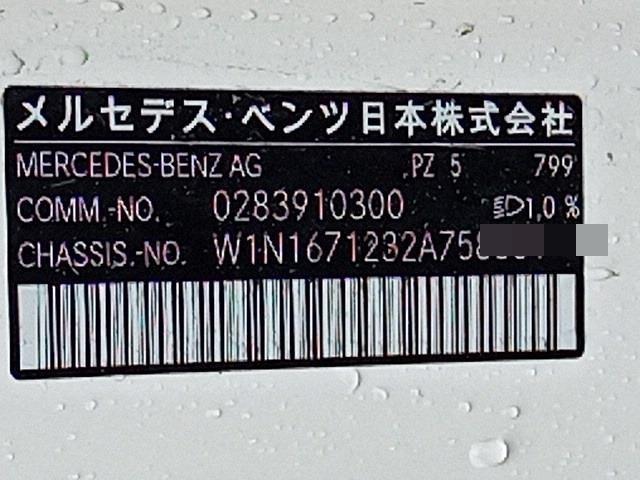 メルセデス・ベンツ日本株式会社
MERCEDES-BENZ AG PZ 5 799
COMM.-NO. 0283910300 1,0 %
CHASSIS.-NO. W1N1671232A75